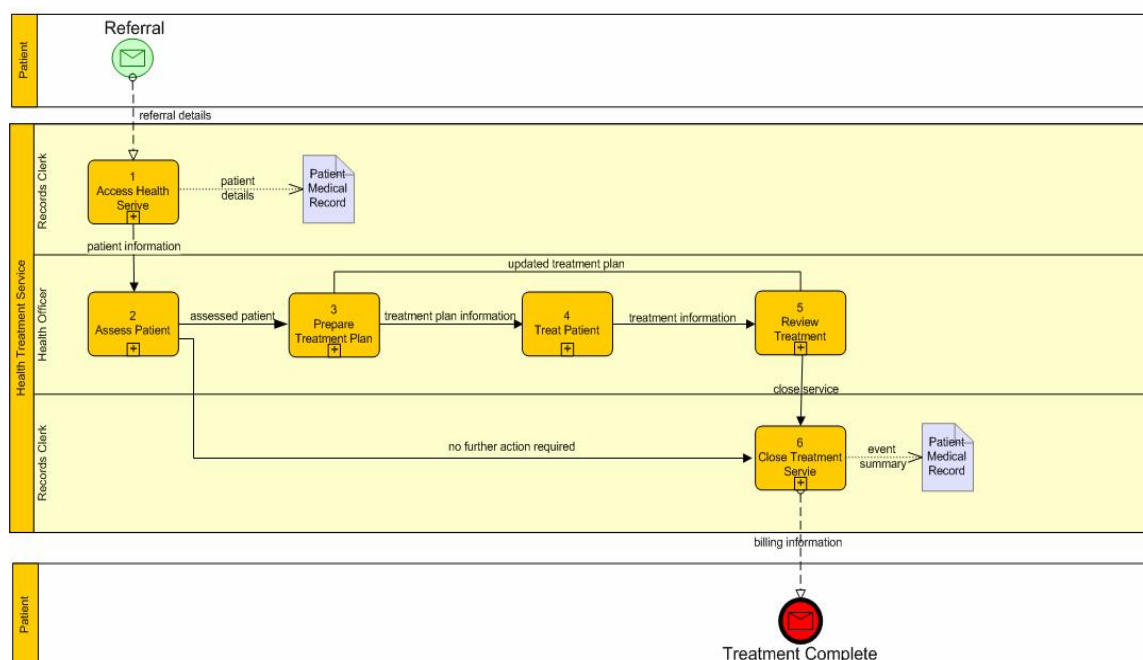 Referral
Patient
referral details
Health Treatment Service
Records Clerk
1
Access Health
Serive
patient
details
Patient
Medical
Record
patient information
Health Officer
updated treatment plan
2
Assess Patient
assessed patient
3
Prepare
Treatment Plan
treatment plan information
4
Treat Patient
treatment information
5
Review
Treatment
close service
Records Clerk
no further action required
6
Close Treatment
Servie
event
summary
Patient
Medical
Record
billing information
Patient
Treatment Complete